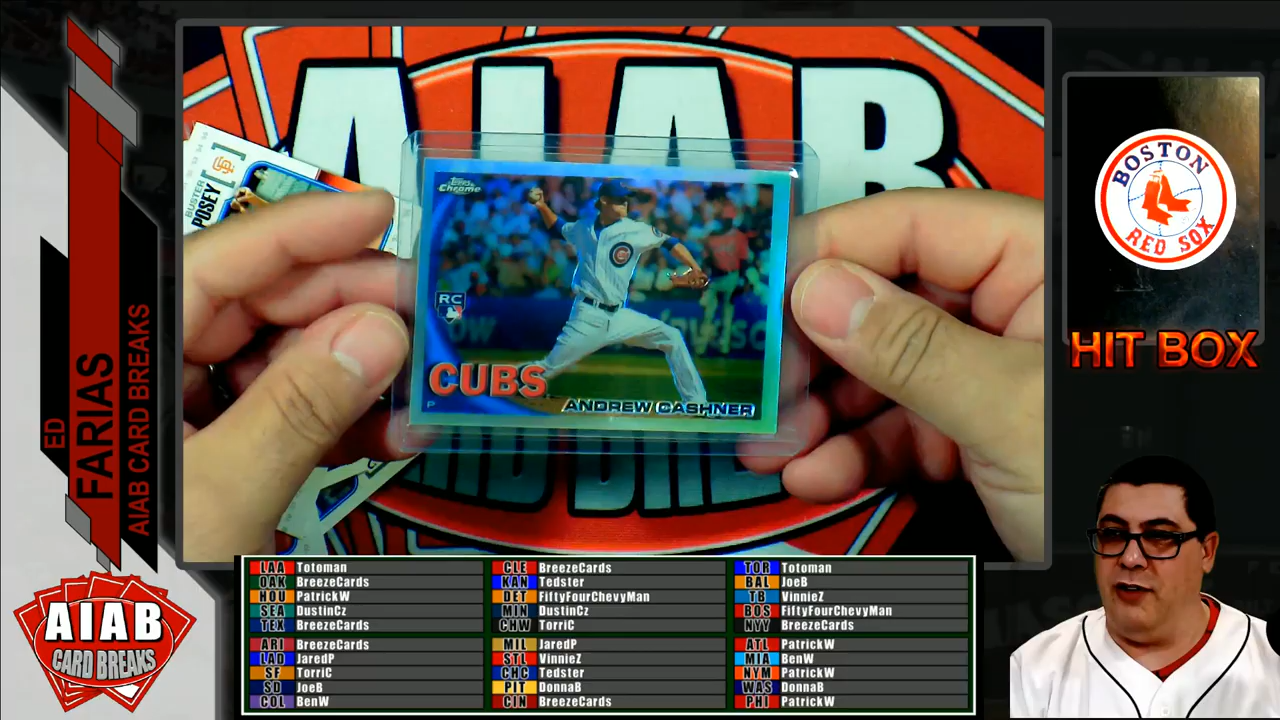 ED
FARIAS
AIAB CARD BREAKS
AIAB
CARD BREAKS
AIAB
BUSTER
POSEY
SF
Topps
Chrome
C
RC
CUBS
P
ANDREW CASHNER
BOSTON
RED SOX
HIT BOX
LAA Totoman
OAK BreezeCards
HOU PatrickW
SEA DustinCz
TEX BreezeCards
ARI BreezeCards
LAD JaredP
SF TorriC
SD JoeB
COL BenW
CLE BreezeCards
KAN Tedster
DET FiftyFourChevyMan
MIN DustinCz
CHW TorriC
MIL JaredP
STL VinnieZ
CHC Tedster
PIT DonnaB
CIN BreezeCards
TOR Totoman
BAL JoeB
TB VinnieZ
BOS FiftyFourChevyMan
NYY BreezeCards
ATL PatrickW
MIA BenW
NYM PatrickW
WAS DonnaB
PHI PatrickW